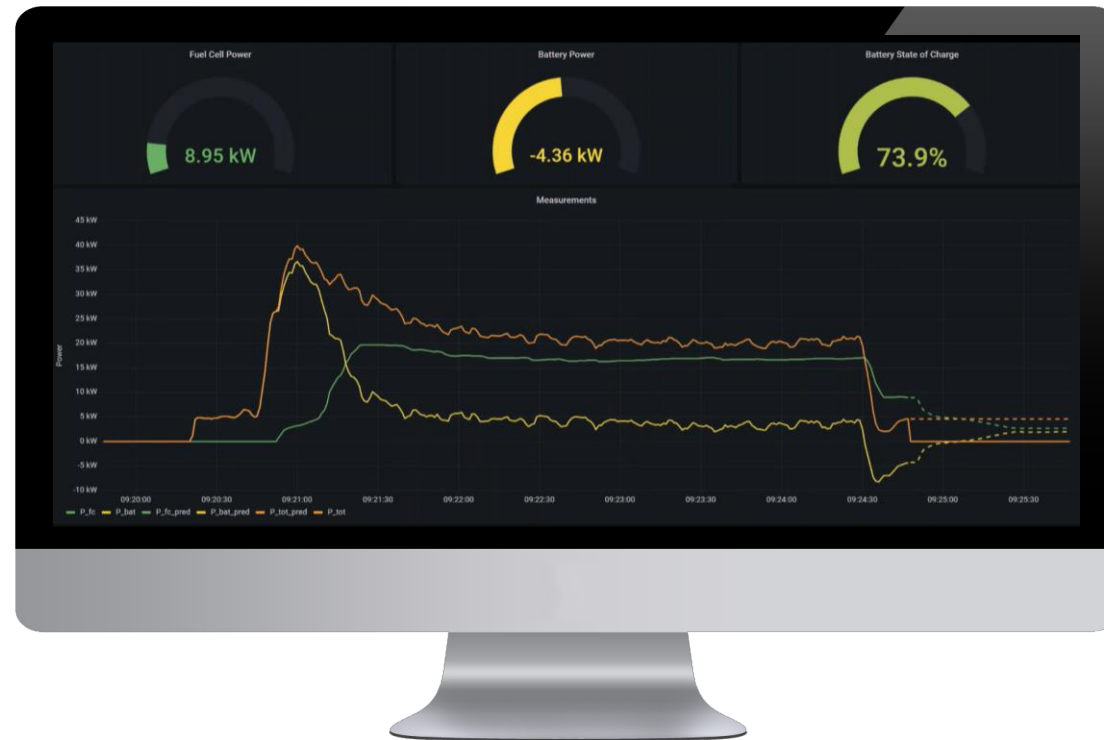 Fuel Cell Power
Battery Power
Battery State of Charge
8.95 kW
-4.36 kW
73.9%
Measurements
45 kW
40 kW
35 kW
30 kW
25 kW
20 kW
15 kW
10 kW
5 kW
0 kW
-5 kW
-10 kW
Power
09:20:00 09:20:30 09:21:00 09:21:30 09:22:00 09:22:30 09:23:00 09:23:30 09:24:00 09:24:30 09:25:00 09:25:30
P_fc P_bat P_fc_pred P_bat_pred P_tot_pred P_tot